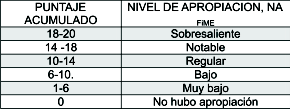 PUNTAJE ACUMULADO
NIVEL DE APROPIACION, NA FiME
18-20 Sobresaliente
14 -18 Notable
10-14 Regular
6-10. Bajo
1-6 Muy bajo
0 No hubo apropiación